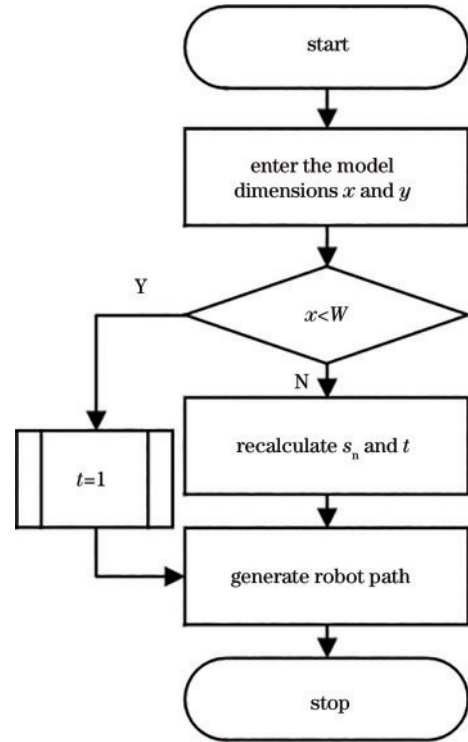 start
enter the model
dimensions x and y
Y
x<W
N
recalculate sₙ and t
t=1
generate robot path
stop